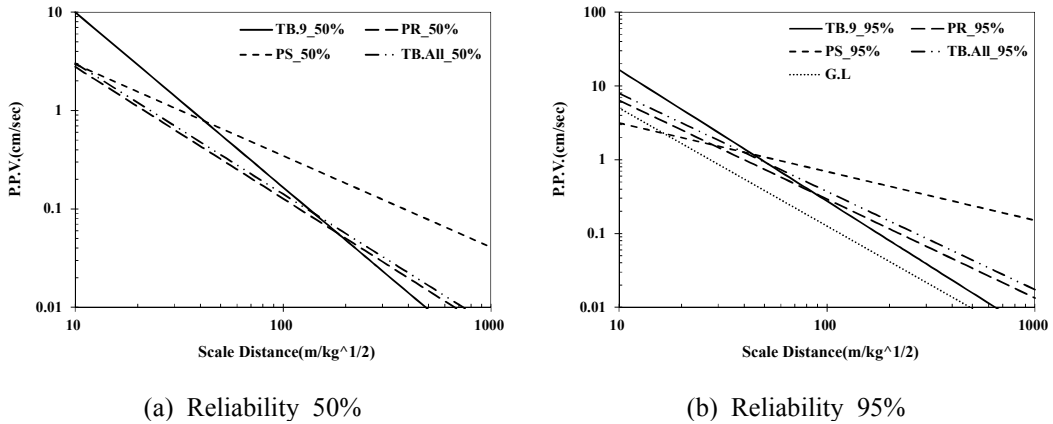 TB.9_50% PR_50%
PS_50% TB.All_50%
10
1
0.1
0.01
10 100 1000
P.P.V.(cm/sec)
Scale Distance(m/kg^1/2)
(a) Reliability 50%
TB.9_95% PR_95%
PS_95% TB.All_95%
G.L
100
10
1
0.1
0.01
10 100 1000
P.P.V.(cm/sec)
Scale Distance(m/kg^1/2)
(b) Reliability 95%